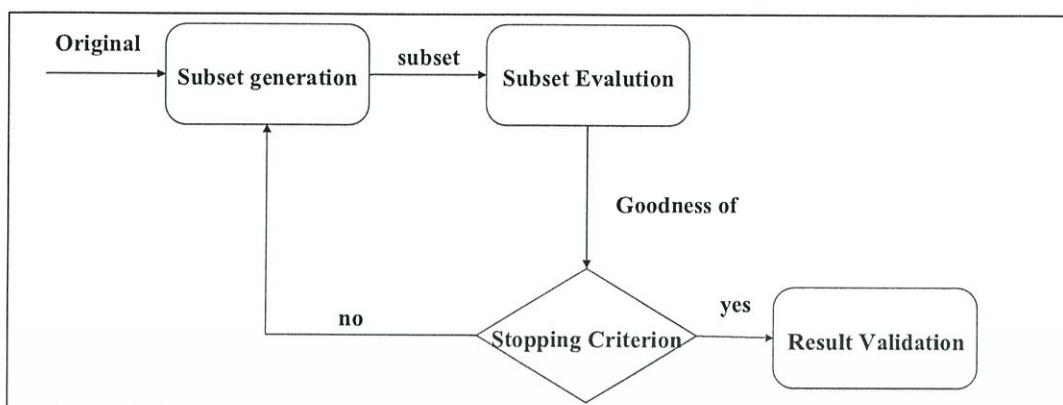 Original
Subset generation
subset
Subset Evalution
Goodness of
Stopping Criterion
no
yes
Result Validation